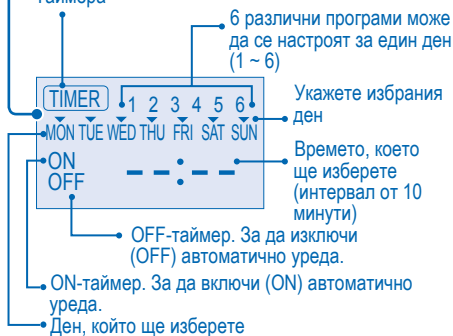 таймера
6 различни програми може
да се настроят за един ден
(1 ~ 6)
TIMER 1 2 3 4 5 6
MON TUE WED THU FRI SAT SUN
ON
OFF
--:--
Укажете избрания
ден
Времето, което
ще изберете
(интервал от 10
минути)
OFF-таймер. За да изключи
(OFF) автоматично уреда.
ON-таймер. За да включи (ON) автоматично
уреда.
Ден, който ще изберете